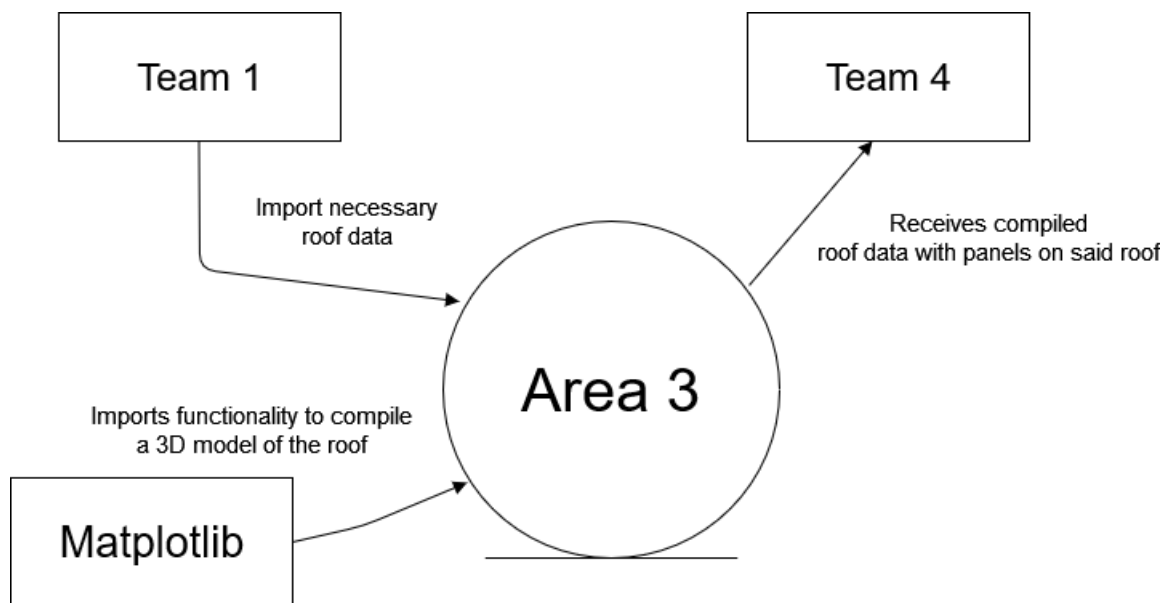 Team 1
Team 4
Import necessary
roof data
Receives compiled
roof data with panels on said roof
Area 3
Imports functionality to compile
a 3D model of the roof
Matplotlib